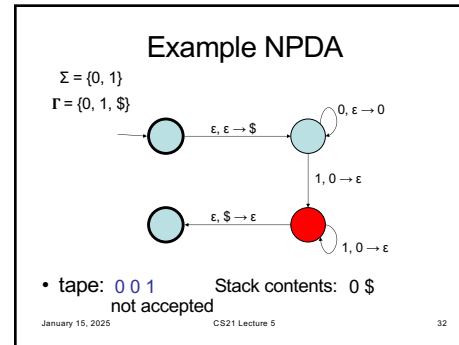 Example NPDA
Σ = {0, 1}
Γ = {0, 1, $}
ε, ε → $
0, ε → 0
1, 0 → ε
ε, $ → ε
1, 0 → ε
• tape: 0 0 1 Stack contents: 0 $
not accepted
January 15, 2025 CS21 Lecture 5 32